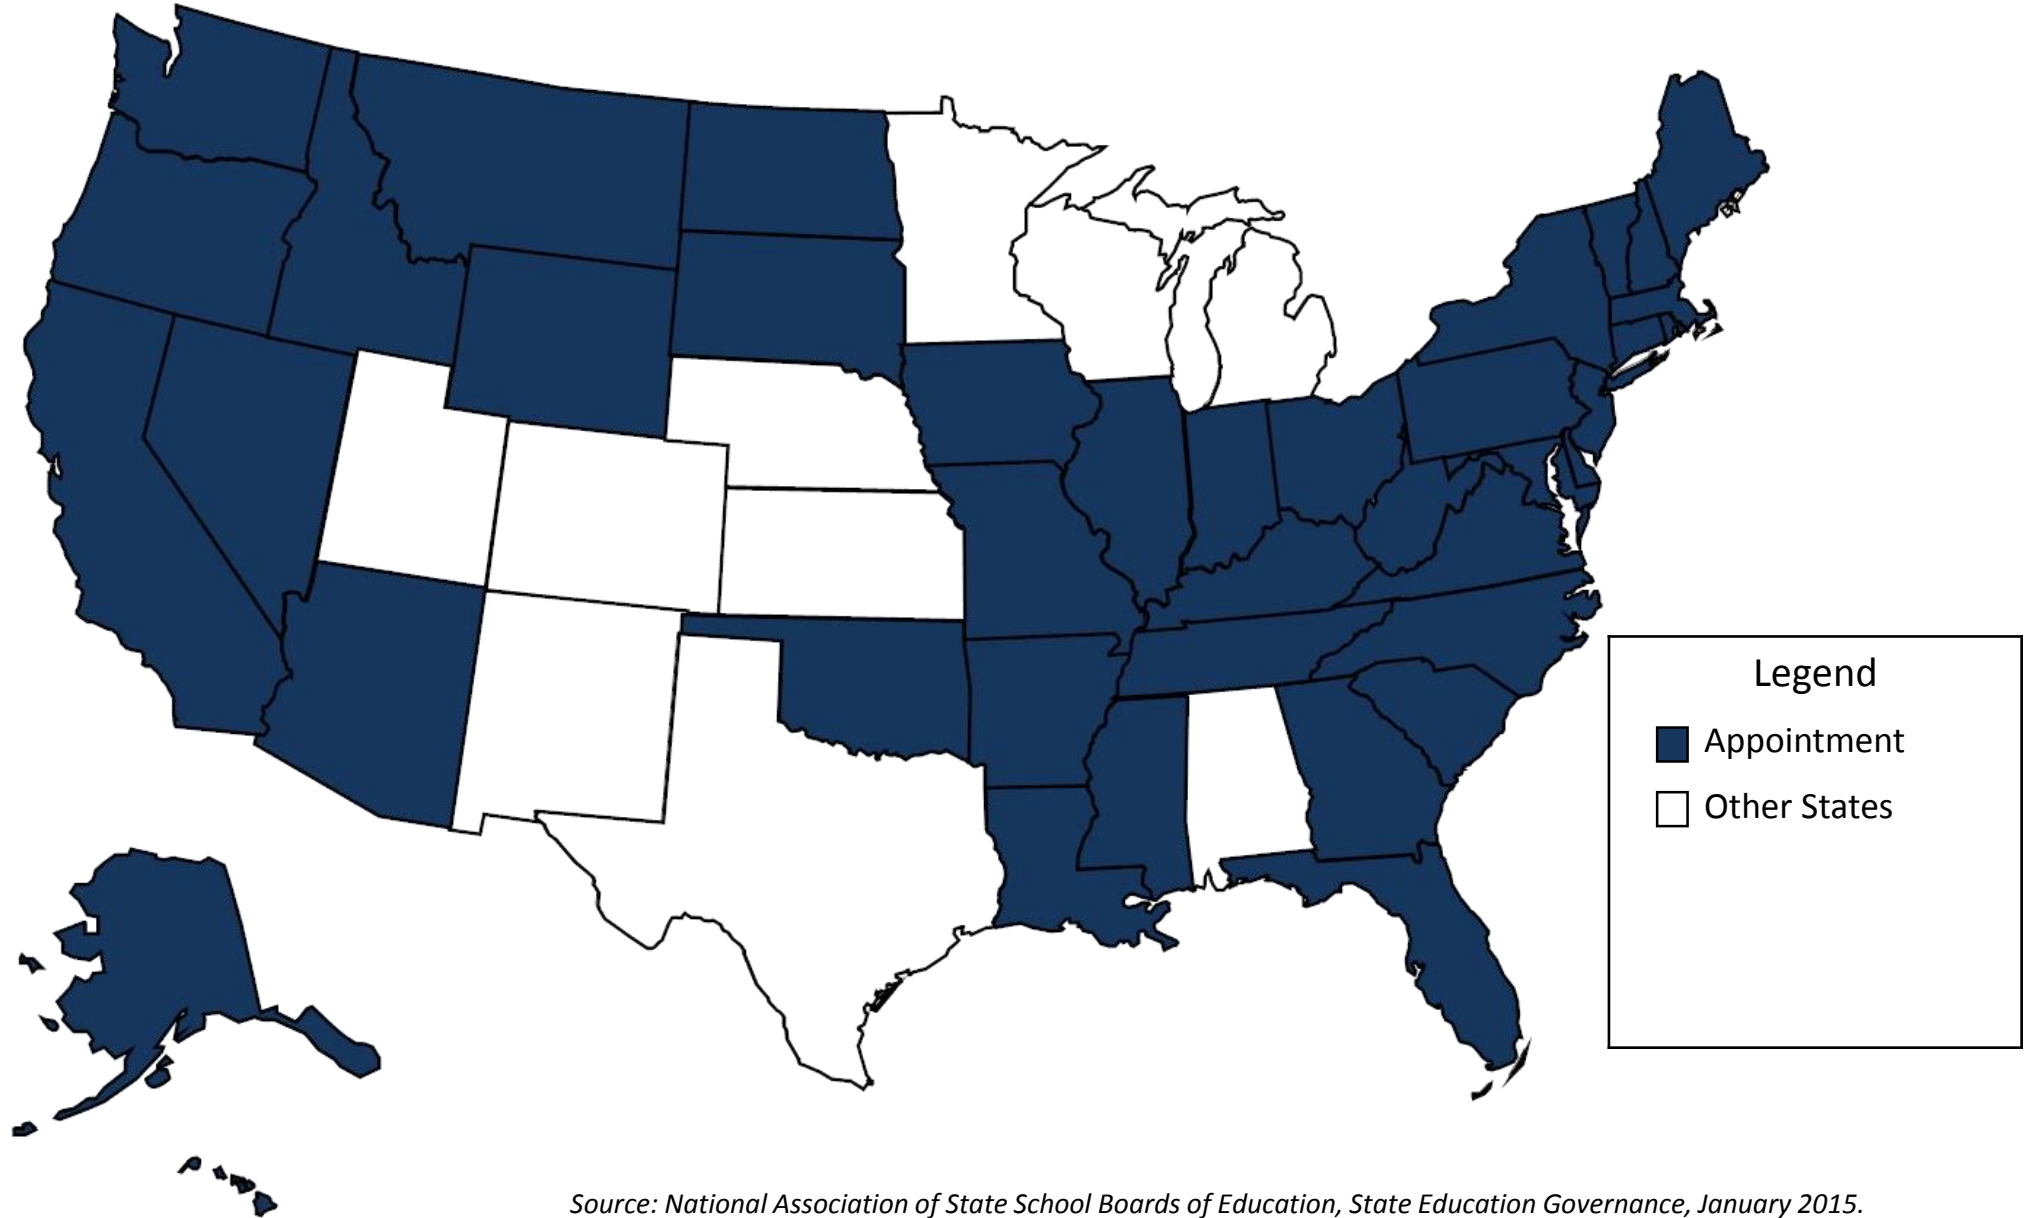 Legend
Appointment
Other States
Source: National Association of State School Boards of Education, State Education Governance, January 2015.